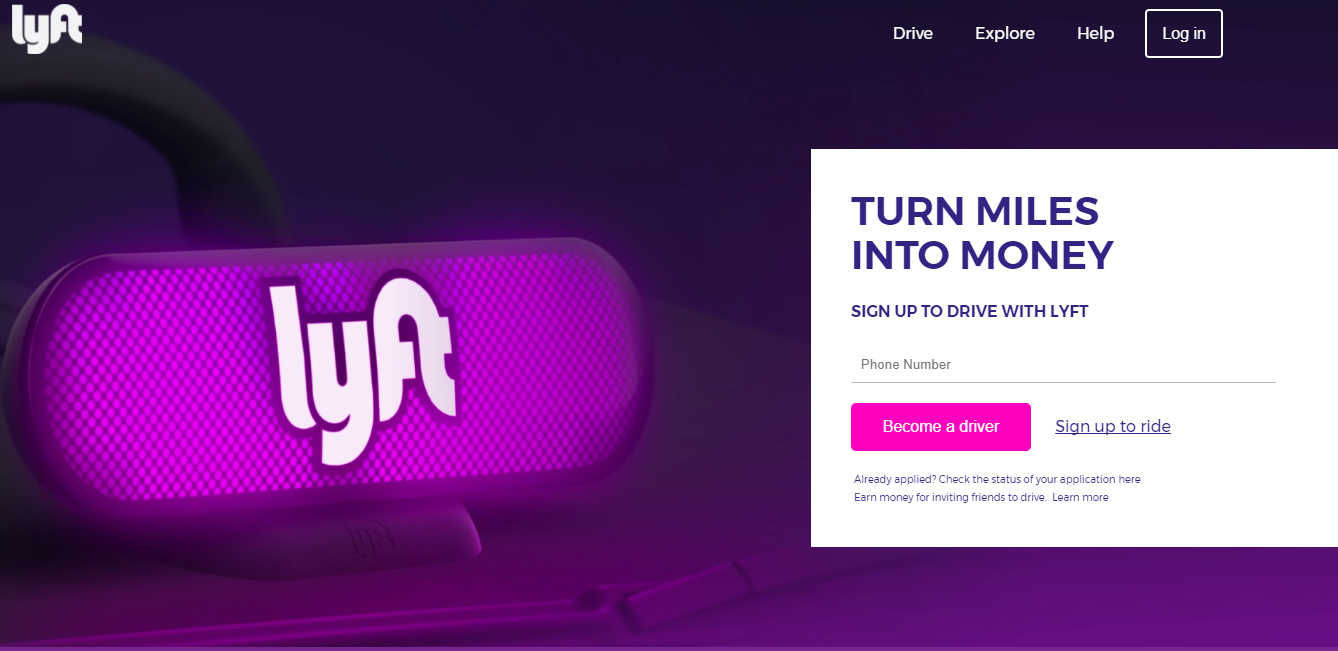 lyft
Drive Explore Help Log in
lyft
TURN MILES
INTO MONEY
SIGN UP TO DRIVE WITH LYFT
Phone Number
Become a driver Sign up to ride
Already applied? Check the status of your application here
Earn money for inviting friends to drive. Learn more
lyft